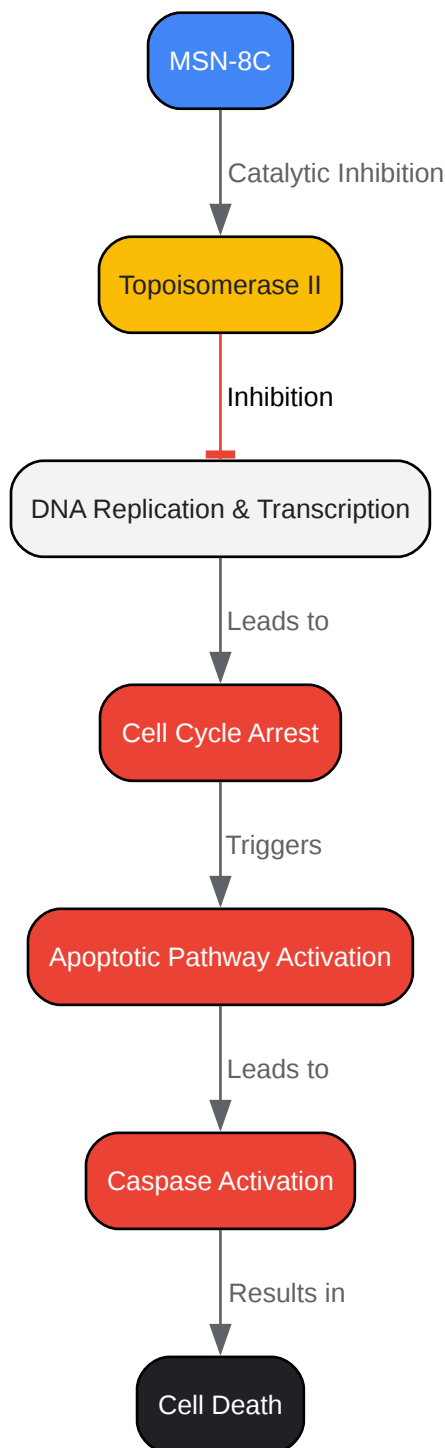 MSN-8C
Catalytic Inhibition
Topoisomerase II
Inhibition
DNA Replication & Transcription
Leads to
Cell Cycle Arrest
Triggers
Apoptotic Pathway Activation
Leads to
Caspase Activation
Results in
Cell Death